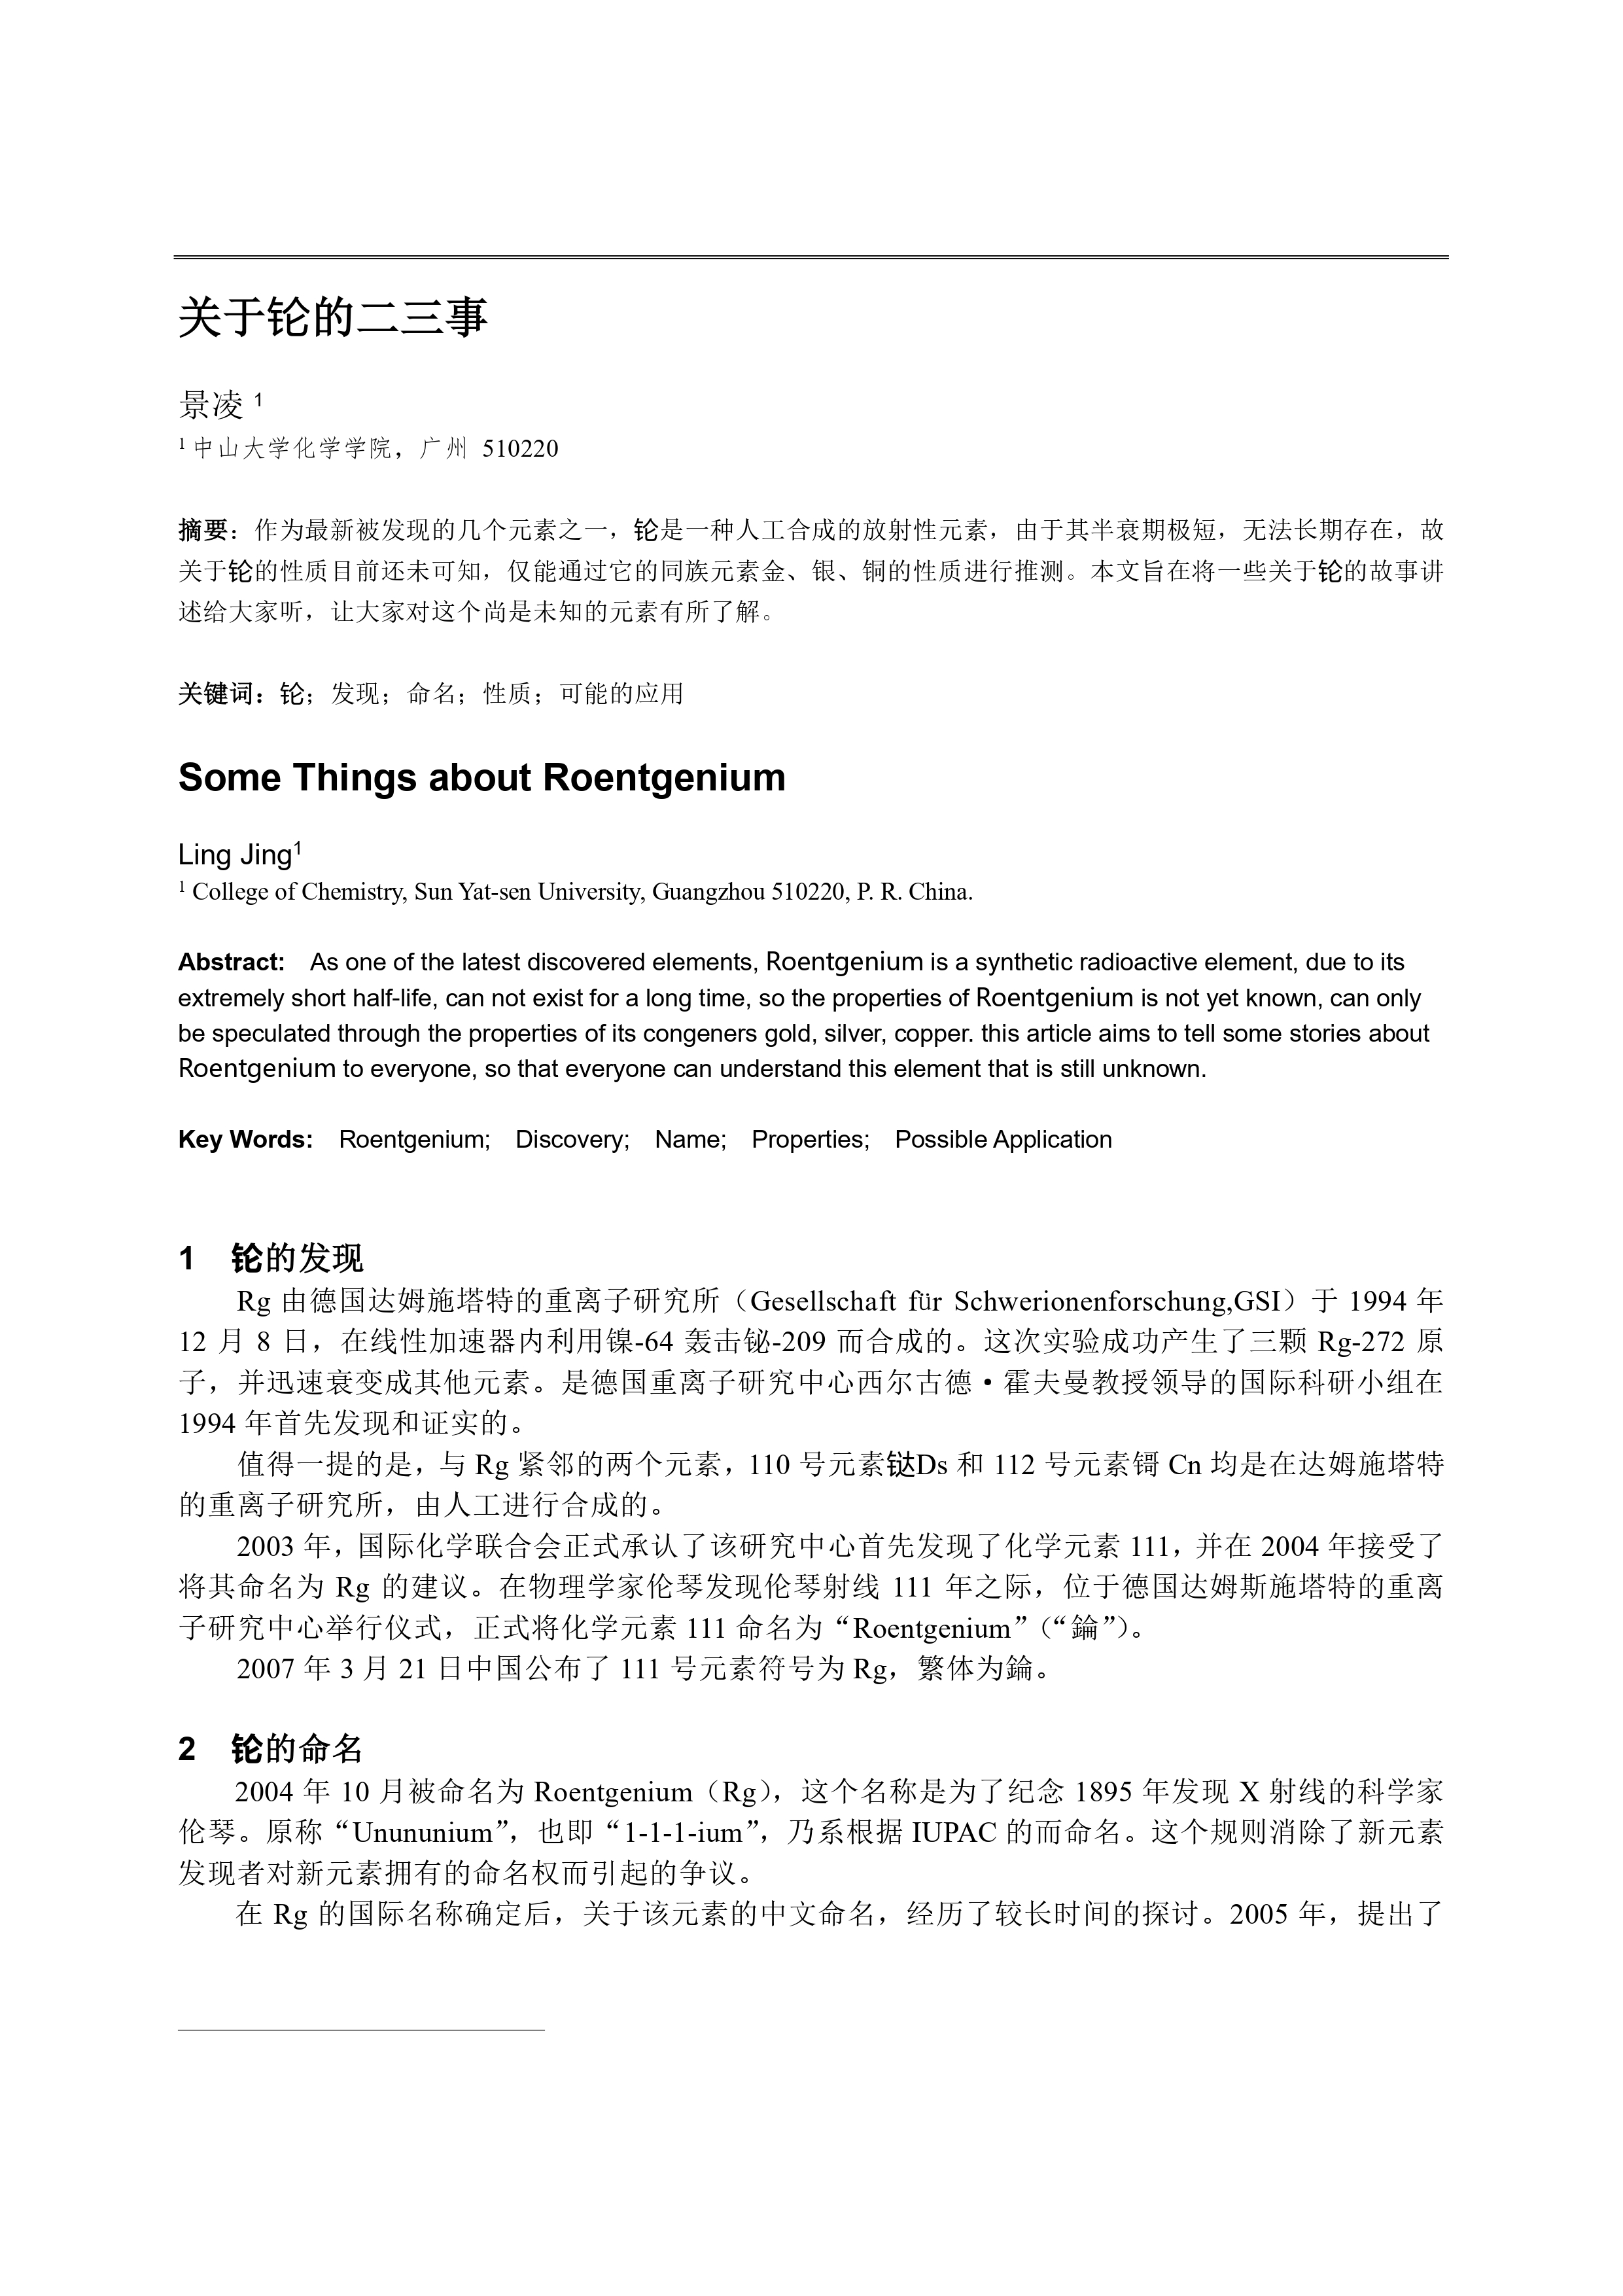 关于𬬭的二三事
景凌 1
1 中山大学化学学院，广州 510220
摘要：作为最新被发现的几个元素之一，𬬭是一种人工合成的放射性元素，由于其半衰期极短，无法长期存在，故
关于𬬭的性质目前还未可知，仅能通过它的同族元素金、银、铜的性质进行推测。本文旨在将一些关于𬬭的故事讲
述给大家听，让大家对这个尚是未知的元素有所了解。
关键词：𬬭；发现；命名；性质；可能的应用
Some Things about Roentgenium
Ling Jing1
1 College of Chemistry, Sun Yat-sen University, Guangzhou 510220, P. R. China.
Abstract: As one of the latest discovered elements, Roentgenium is a synthetic radioactive element, due to its
extremely short half-life, can not exist for a long time, so the properties of Roentgenium is not yet known, can only
be speculated through the properties of its congeners gold, silver, copper. this article aims to tell some stories about
Roentgenium to everyone, so that everyone can understand this element that is still unknown.
Key Words: Roentgenium; Discovery; Name; Properties; Possible Application
1 𬬭的发现
Rg 由德国达姆施塔特的重离子研究所（Gesellschaft für Schwerionenforschung,GSI）于 1994 年
12 月 8 日，在线性加速器内利用镍-64 轰击铋-209 而合成的。这次实验成功产生了三颗 Rg-272 原
子，并迅速衰变成其他元素。是德国重离子研究中心西尔古德•霍夫曼教授领导的国际科研小组在
1994 年首先发现和证实的。
值得一提的是，与 Rg 紧邻的两个元素，110 号元素𫟼Ds 和 112 号元素鿔 Cn 均是在达姆施塔特
的重离子研究所，由人工进行合成的。
2003 年，国际化学联合会正式承认了该研究中心首先发现了化学元素 111，并在 2004 年接受了
将其命名为 Rg 的建议。在物理学家伦琴发现伦琴射线 111 年之际，位于德国达姆斯施塔特的重离
子研究中心举行仪式，正式将化学元素 111 命名为“Roentgenium”（“錀”）。
2007 年 3 月 21 日中国公布了 111 号元素符号为 Rg，繁体为錀。
2 𬬭的命名
2004 年 10 月被命名为 Roentgenium（Rg），这个名称是为了纪念 1895 年发现 X 射线的科学家
伦琴。原称“Unununium”，也即“1-1-1-ium”，乃系根据 IUPAC 的而命名。这个规则消除了新元素
发现者对新元素拥有的命名权而引起的争议。
在 Rg 的国际名称确定后，关于该元素的中文命名，经历了较长时间的探讨。2005 年，提出了